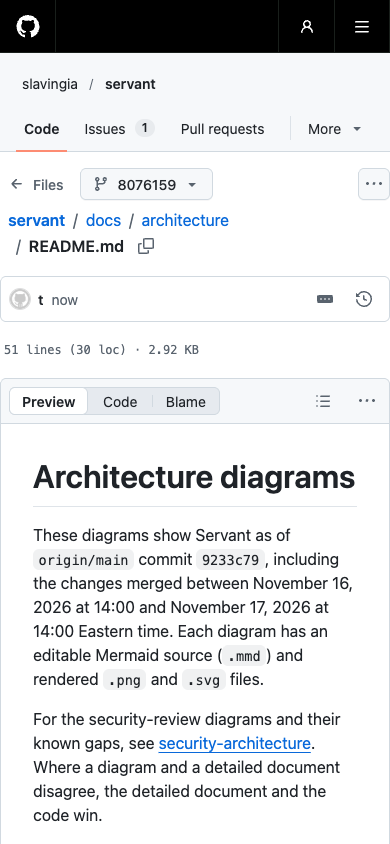 slavingia / servant
Code Issues 1 Pull requests More
Files 8076159
servant / docs / architecture
/ README.md
t now
51 lines (30 loc) · 2.92 KB
Preview Code Blame
Architecture diagrams
These diagrams show Servant as of
origin/main commit 9233c79, including
the changes merged between November 16,
2026 at 14:00 and November 17, 2026 at
14:00 Eastern time. Each diagram has an
editable Mermaid source (.mmd) and
rendered .png and .svg files.
For the security-review diagrams and their
known gaps, see security-architecture.
Where a diagram and a detailed document
disagree, the detailed document and the
code win.